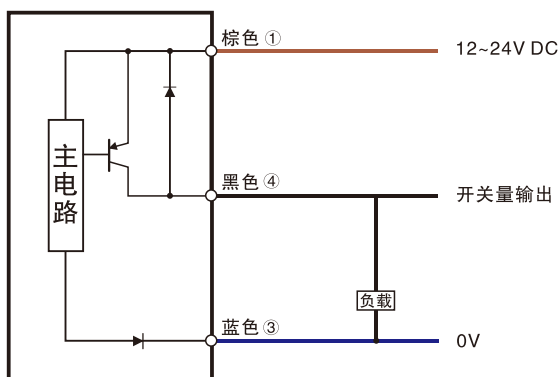 棕色 ①
12~24V DC
主电路
黑色 ④
开关量输出
负载
蓝色 ③
0V